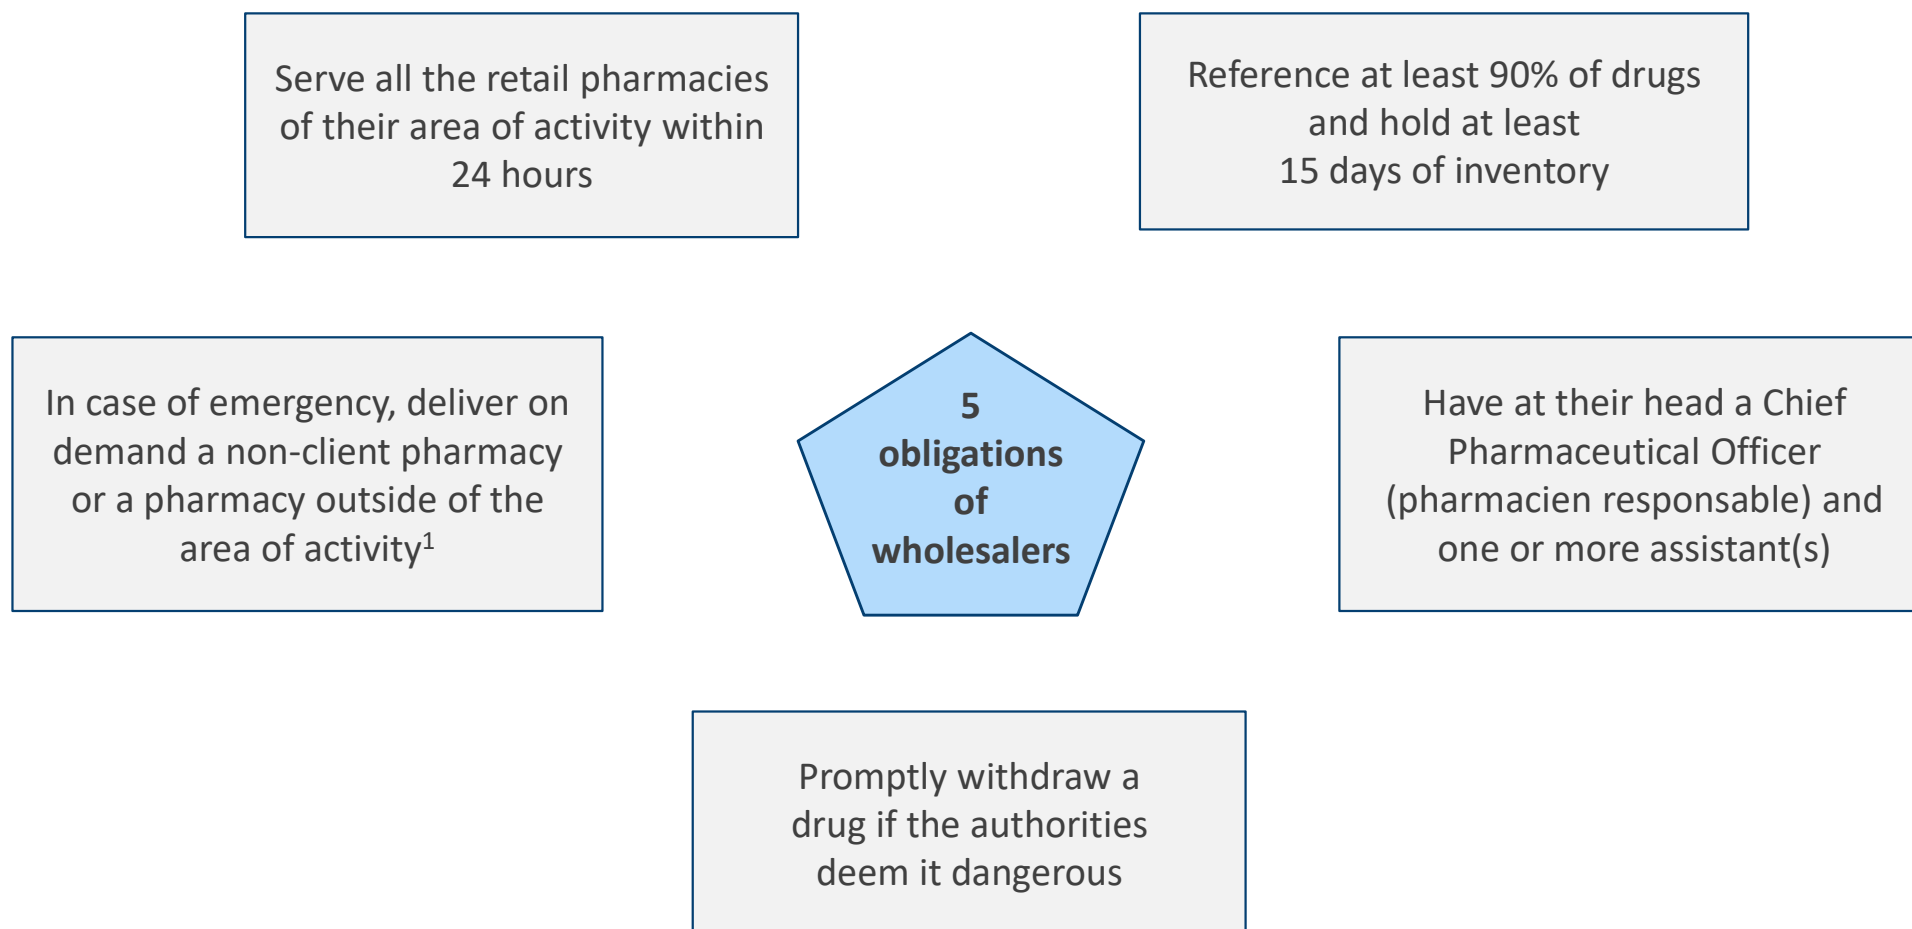 Serve all the retail pharmacies
of their area of activity within
24 hours
Reference at least 90% of drugs
and hold at least
15 days of inventory
In case of emergency, deliver on
demand a non-client pharmacy
or a pharmacy outside of the
area of activity¹
5
obligations
of
wholesalers
Have at their head a Chief
Pharmaceutical Officer
(pharmacien responsable) and
one or more assistant(s)
Promptly withdraw a
drug if the authorities
deem it dangerous